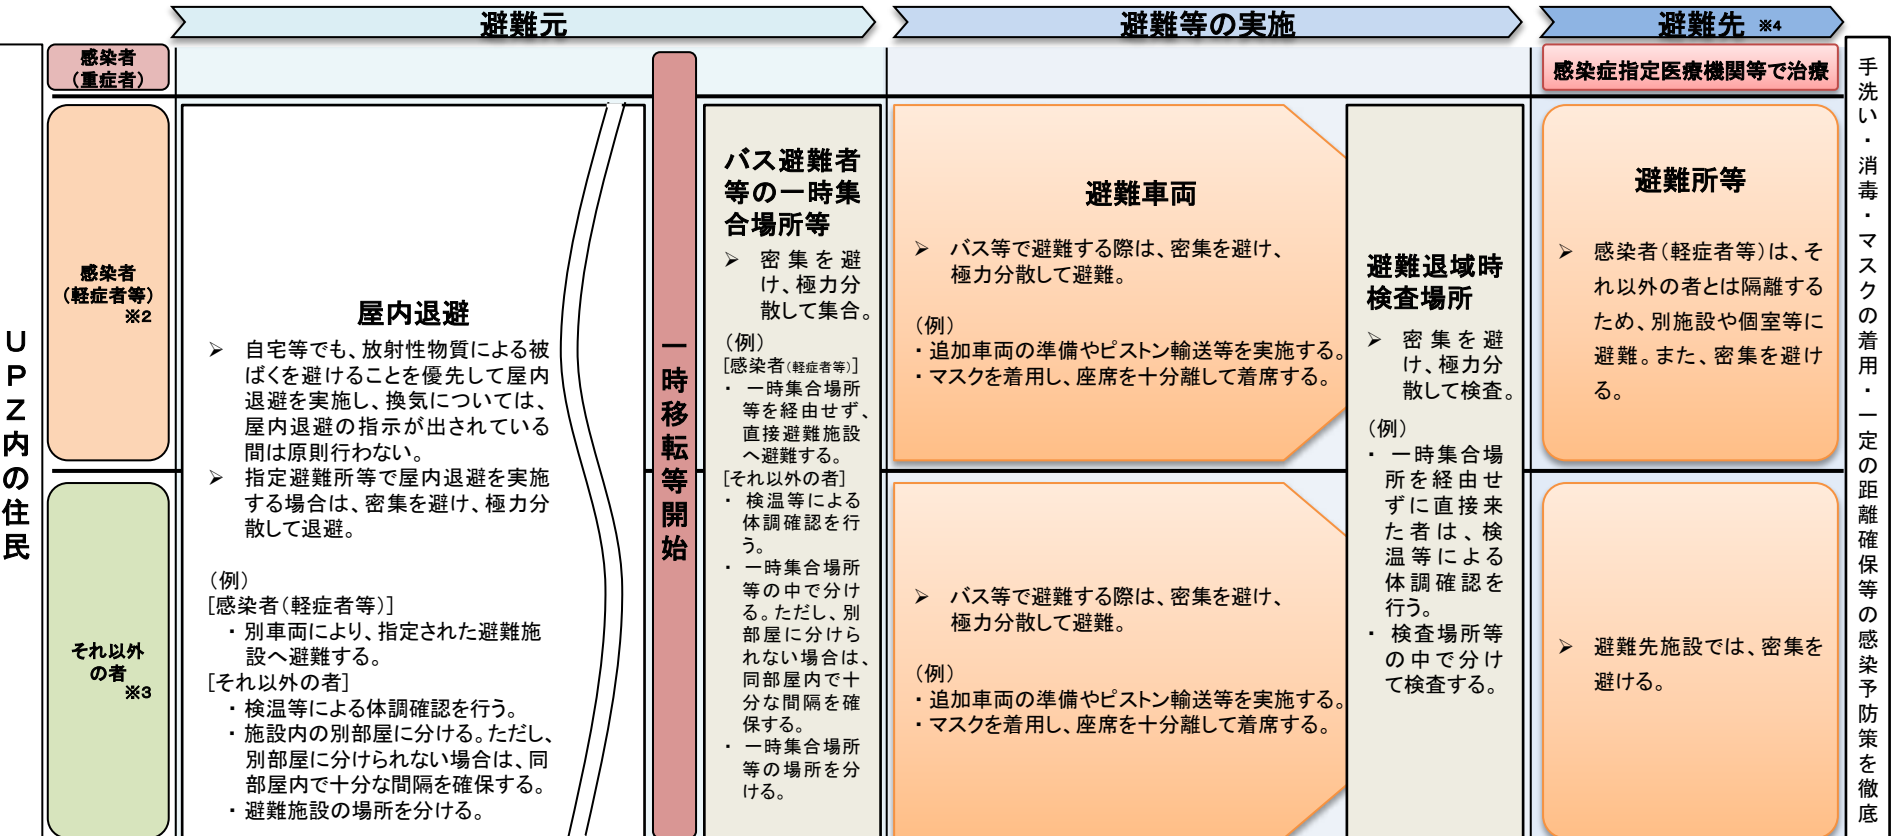 避難元
避難等の実施
避難先 ※4
UPZ内の住民
感染者
(重症者)
感染症指定医療機関等で治療
感染者
(軽症者等)
※2
それ以外
の者
※3
屋内退避
➢ 自宅等でも、放射性物質による被
ばくを避けることを優先して屋内
退避を実施し、換気については、
屋内退避の指示が出されている
間は原則行わない。
➢ 指定避難所等で屋内退避を実施
する場合は、密集を避け、極力分
散して退避。
(例)
[感染者(軽症者等)]
・別車両により、指定された避難施
設へ避難する。
[それ以外の者]
・検温等による体調確認を行う。
・施設内の別部屋に分ける。ただし、
別部屋に分けられない場合は、同
部屋内で十分な間隔を確保する。
・避難施設の場所を分ける。
一時移転等開始
バス避難者
等の一時集
合場所等
➢ 密集を避
け、極力分
散して集合。
(例)
[感染者(軽症者等)]
・ 一時集合場所
等を経由せず、
直接避難施設
へ避難する。
[それ以外の者]
・ 検温等による
体調確認を行
う。
・ 一時集合場所
等の中で分け
る。ただし、別
部屋に分けら
れない場合は、
同部屋内で十
分な間隔を確
保する。
・ 一時集合場所
等の場所を分
ける。
避難車両
➢ バス等で避難する際は、密集を避け、
極力分散して避難。
(例)
・追加車両の準備やピストン輸送等を実施する。
・マスクを着用し、座席を十分離して着席する。
➢ バス等で避難する際は、密集を避け、
極力分散して避難。
(例)
・追加車両の準備やピストン輸送等を実施する。
・マスクを着用し、座席を十分離して着席する。
避難退域時
検査場所
➢ 密集を避
け、極力分
散して検査。
(例)
・ 一時集合場
所を経由せ
ずに直接来
た者は、検
温等による
体調確認を
行う。
・ 検査場所等
の中で分け
て検査する。
避難所等
➢ 感染者(軽症者等)は、そ
れ以外の者とは隔離する
ため、別施設や個室等に
避難。また、密集を避け
る。
➢ 避難先施設では、密集を
避ける。
手洗い・消毒・マスクの着用・一定の距離確保等の感染予防策を徹底